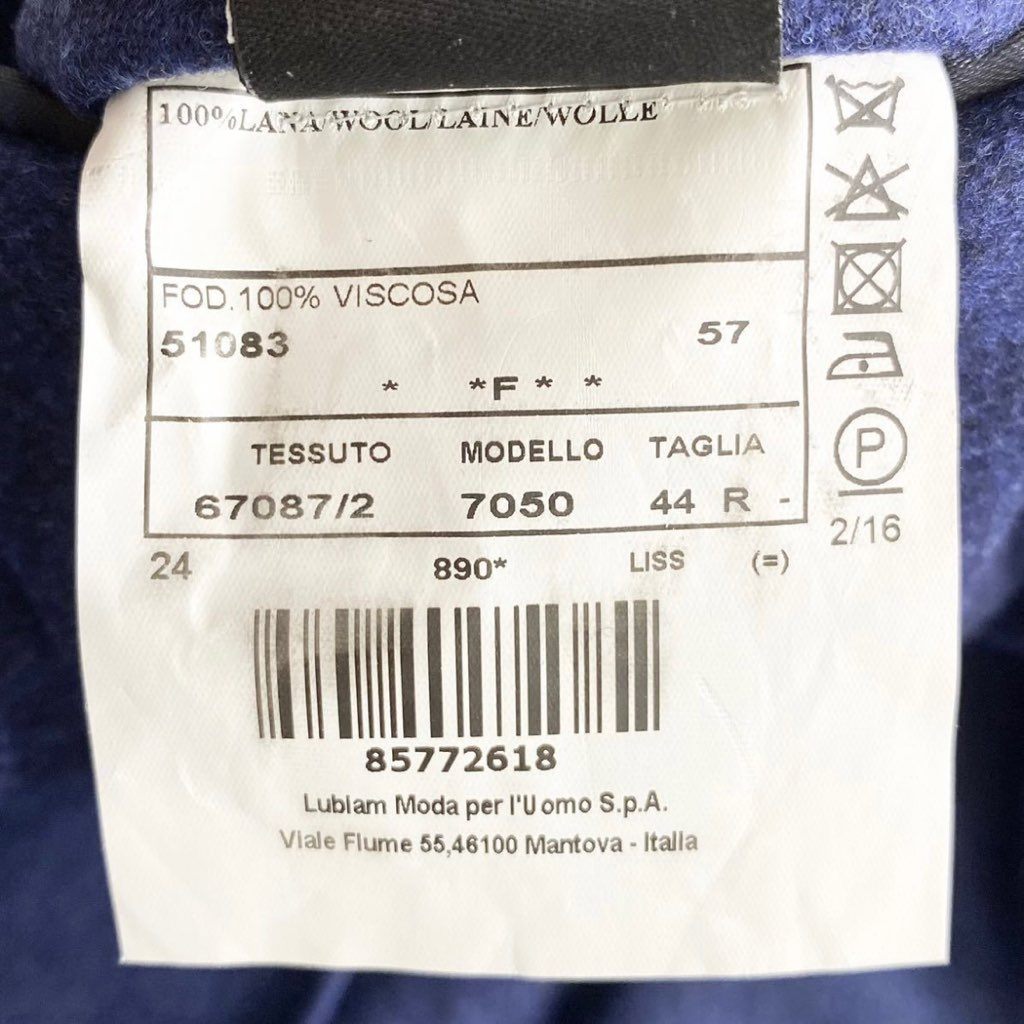 100%LANA/WOOL/LAINE/WOLLE
FOD.100% VISCOSA
51083 57
* *F * *
TESSUTO MODELLO TAGLIA
67087/2 7050 44 R -
P
2/16
24 890* LISS (=)
85772618
Lubiam Moda per l'Uomo S.p.A.
Viale Fiume 55,46100 Mantova - Italia